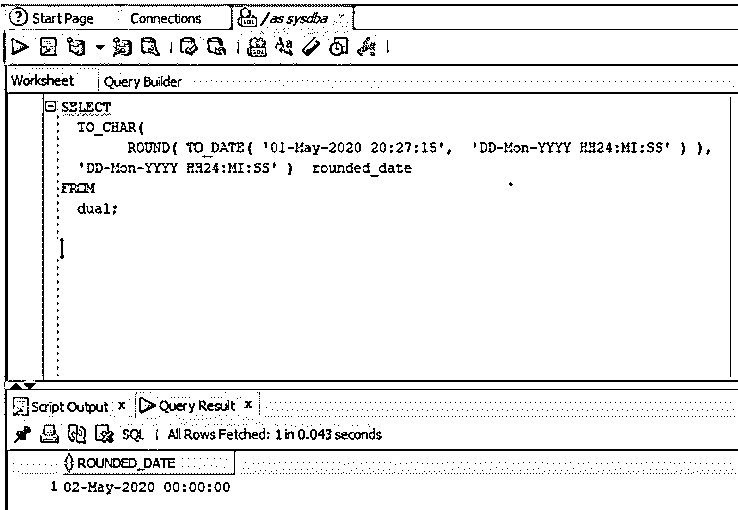 Start Page Connections /as sysdba
Worksheet Query Builder
SELECT
TO_CHAR(
ROUND( TO_DATE( '01-May-2020 20:27:15', 'DD-Mon-YYYY HH24:MI:SS' ) ),
'DD-Mon-YYYY HH24:MI:SS' ) rounded_date
FROM
dual;
Script Output x Query Result x
SQL | All Rows Fetched: 1 in 0.043 seconds
ROUNDED_DATE
1 02-May-2020 00:00:00